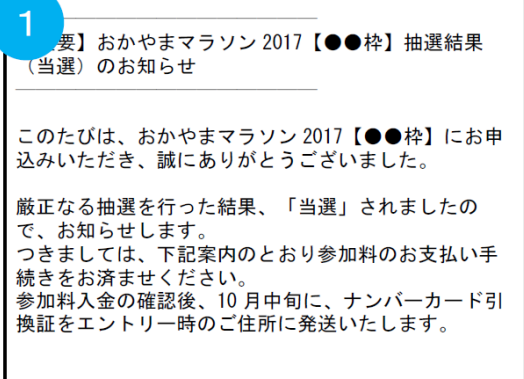 1
要】おかやまマラソン 2017【●●枠】抽選結果
（当選）のお知らせ
このたびは、おかやまマラソン 2017【●●枠】にお申
込みいただき、誠にありがとうございました。
厳正なる抽選を行った結果、「当選」されましたの
で、お知らせします。
つきましては、下記案内のとおり参加料のお支払い手
続きをお済ませください。
参加料入金の確認後、10 月中旬に、ナンバーカード引
換証をエントリー時のご住所に発送いたします。